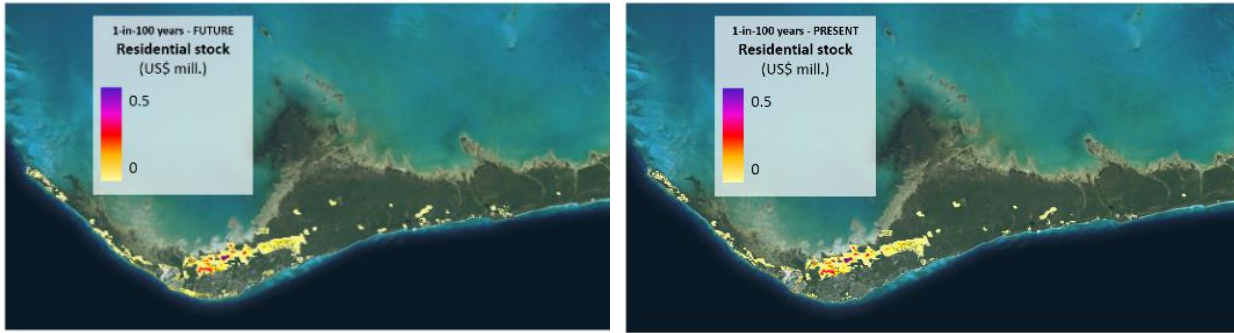 1-in-100 years - FUTURE
Residential stock
(US$ mill.)
0.5
0
1-in-100 years - PRESENT
Residential stock
(US$ mill.)
0.5
0